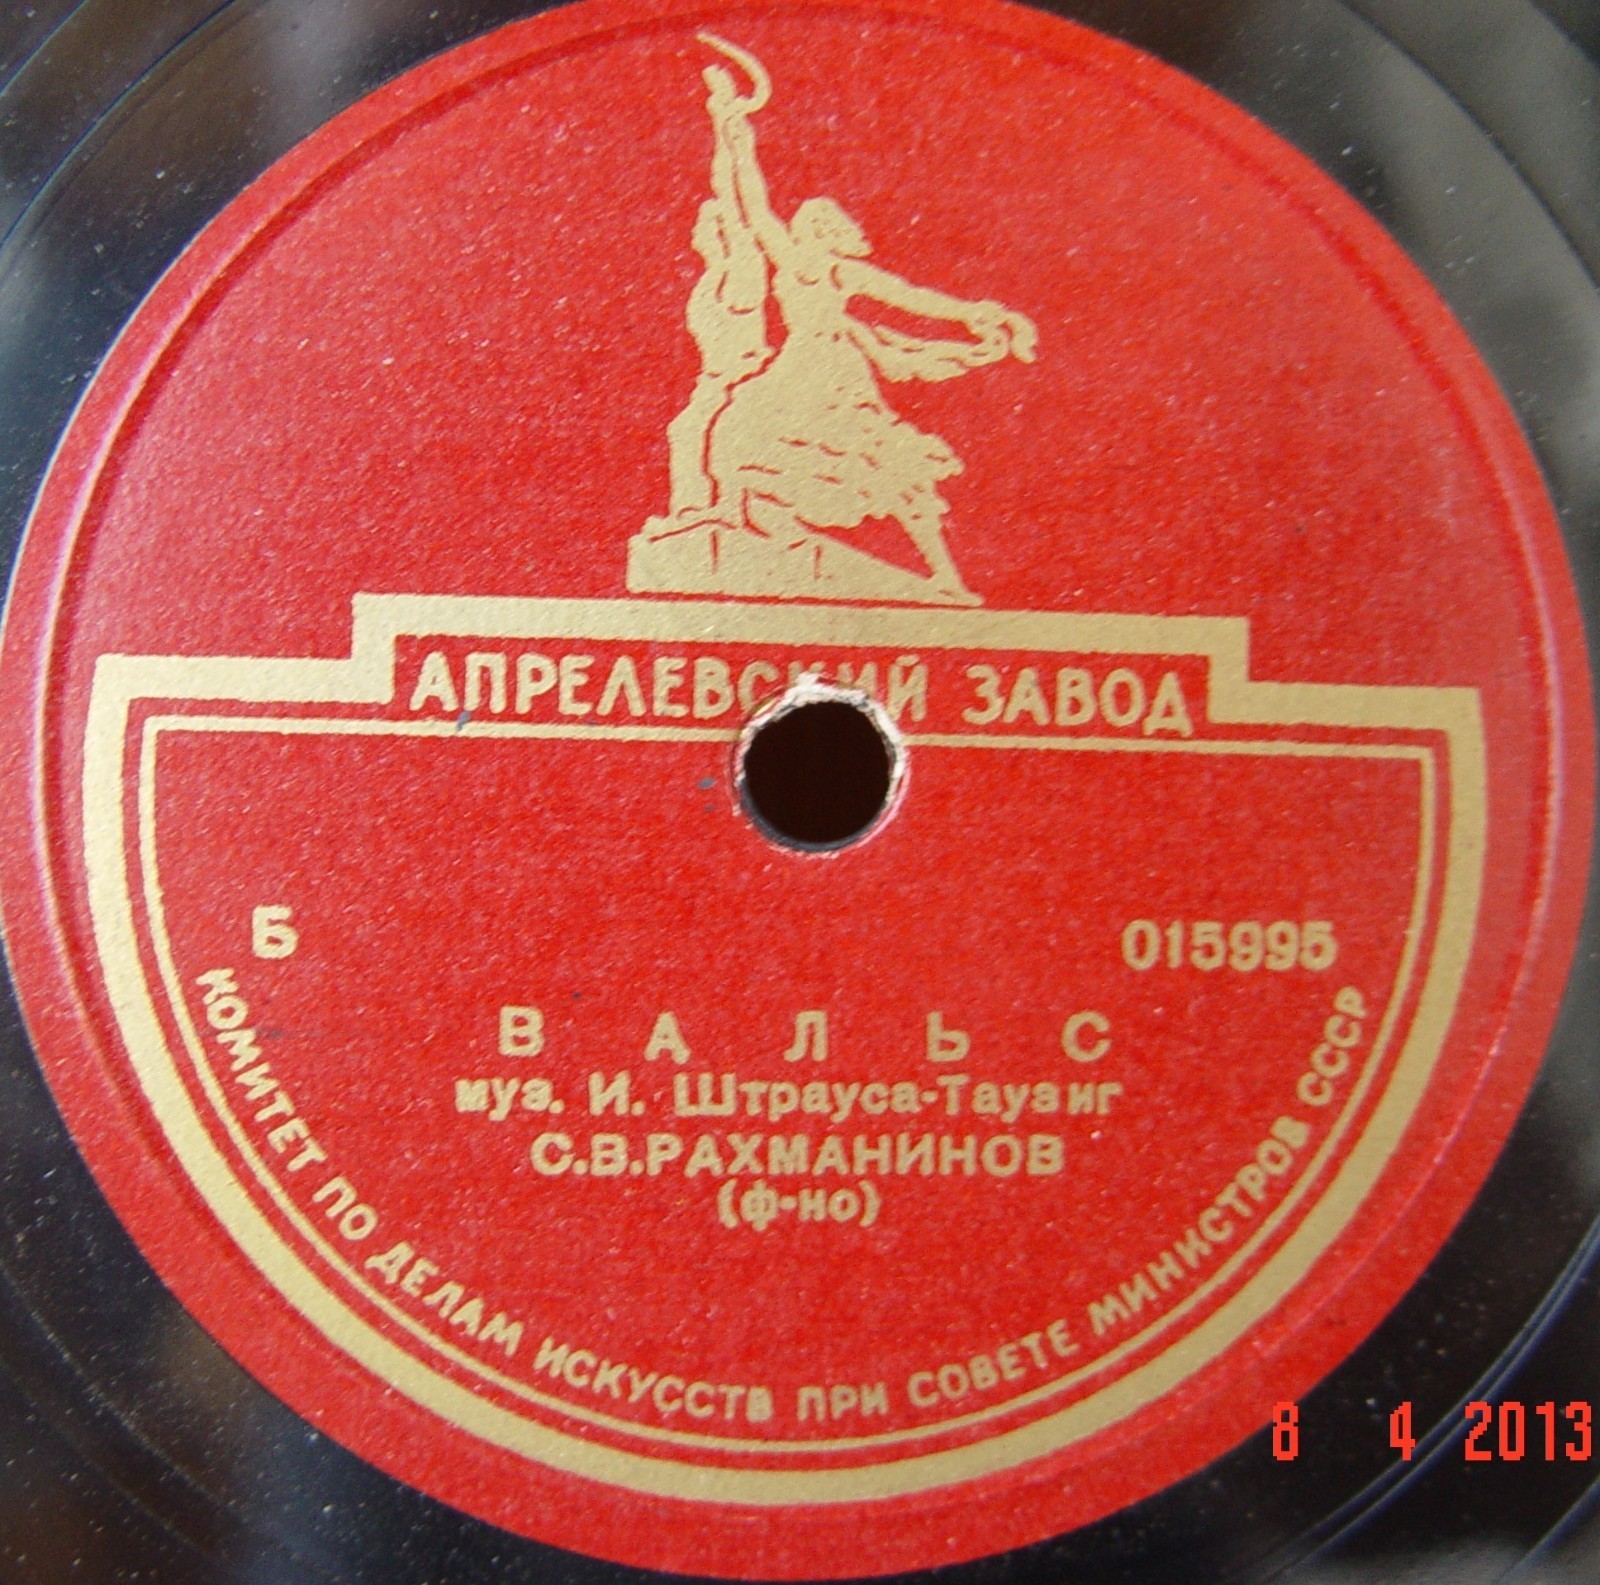 АПРЕЛЕВСКИЙ ЗАВОД
Б
015995
ВАЛЬС
муз. И. Штрауса-Таузиг
С.В.РАХМАНИНОВ
(ф-но)
КОМИТЕТ ПО ДЕЛАМ ИСКУССТВ ПРИ СОВЕТЕ МИНИСТРОВ СССР
8 4 2013